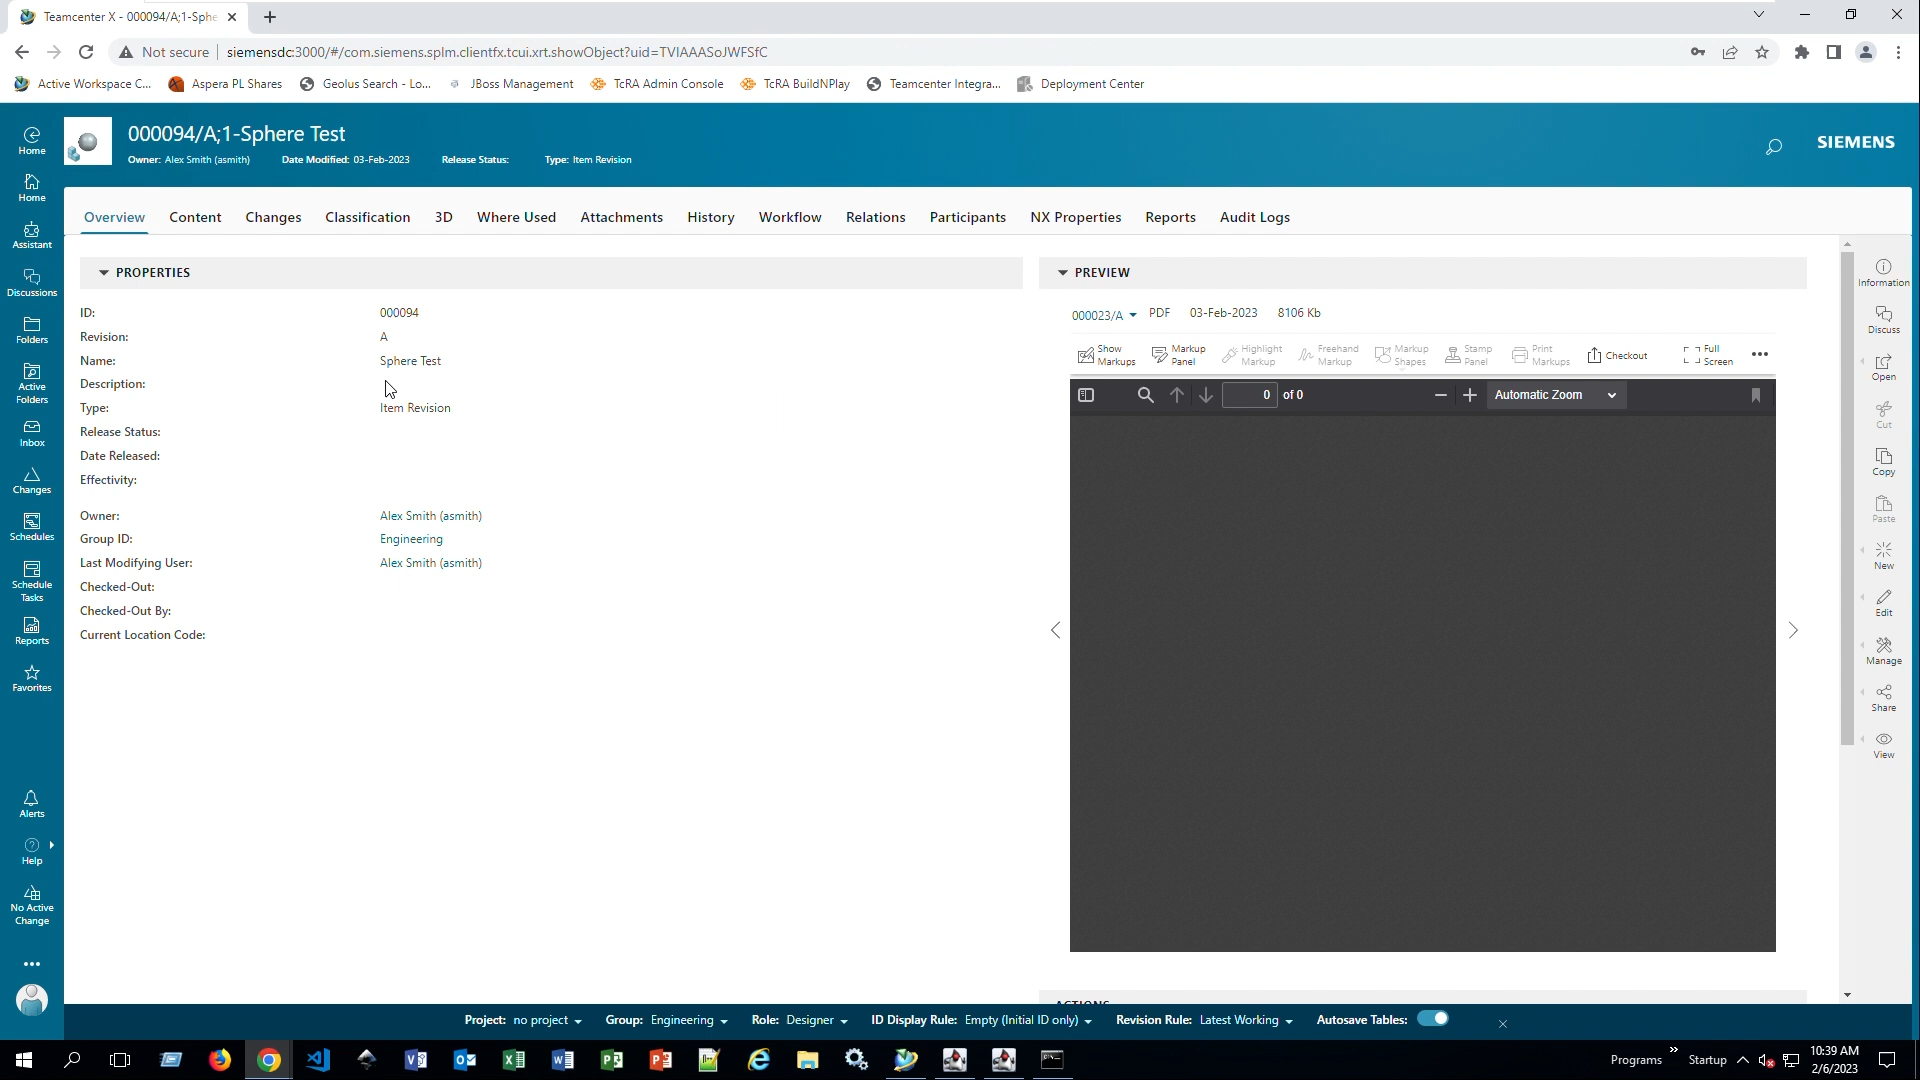 Teamcenter X - 000094/A;1-Sphe
Not secure
siemensdc:3000/#/com.siemens.splm.clientfx.tcui.xrt.showObject?uid=TVIAAASoJWFSfC
Active Workspace C...
Aspera PL Shares
Geolus Search - Lo...
JBoss Management
TcRA Admin Console
TcRA BuildNPlay
Teamcenter Integra...
Deployment Center
000094/A;1-Sphere Test
Owner: Alex Smith (asmith)
Date Modified: 03-Feb-2023
Release Status:
Type: Item Revision
SIEMENS
Home
Home
Assistant
Discussions
Folders
Active
Folders
Inbox
Changes
Schedules
Schedule
Tasks
Reports
Favorites
Alerts
Help
No Active
Change
Overview
Content
Changes
Classification
3D
Where Used
Attachments
History
Workflow
Relations
Participants
NX Properties
Reports
Audit Logs
PROPERTIES
ID: 000094
Revision: A
Name: Sphere Test
Description:
Type: Item Revision
Release Status:
Date Released:
Effectivity:
Owner: Alex Smith (asmith)
Group ID: Engineering
Last Modifying User: Alex Smith (asmith)
Checked-Out:
Checked-Out By:
Current Location Code:
PREVIEW
000023/A PDF 03-Feb-2023 8106 Kb
Show
Markups
Markup
Panel
Highlight
Markup
Freehand
Markup
Markup
Shapes
Stamp
Panel
Print
Markups
Checkout
Full
Screen
0 of 0
Automatic Zoom
ACTIONS
Information
Discuss
Open
Cut
Copy
Paste
New
Edit
Manage
Share
View
Project: no project
Group: Engineering
Role: Designer
ID Display Rule: Empty (Initial ID only)
Revision Rule: Latest Working
Autosave Tables:
Programs
Startup
10:39 AM
2/6/2023